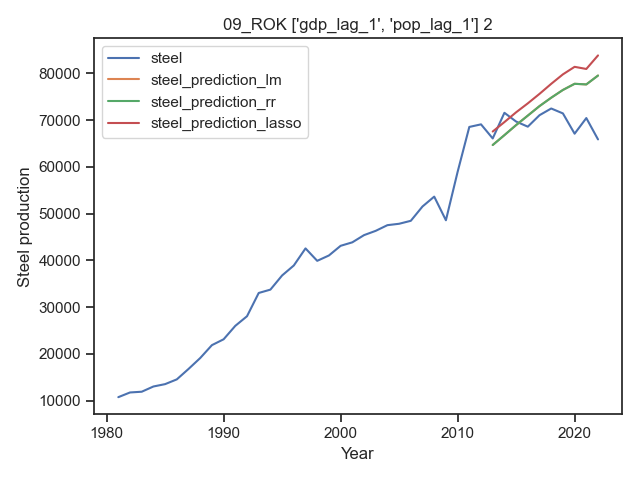 09_ROK ['gdp_lag_1', 'pop_lag_1'] 2
steel
steel_prediction_lm
steel_prediction_rr
steel_prediction_lasso
80000
70000
60000
50000
40000
30000
20000
10000
Steel production
1980
1990
2000
2010
2020
Year